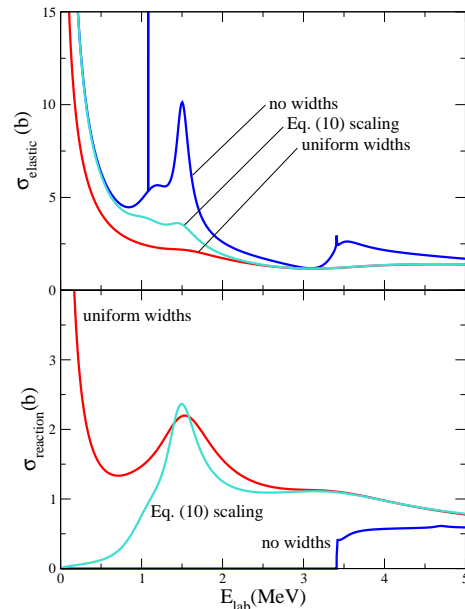 15
10
5
0
σelastic (b)
no widths
Eq. (10) scaling
uniform widths
uniform widths
3
2
1
0
σreaction (b)
Eq. (10) scaling
no widths
0 1 2 3 4 5
Elab (MeV)